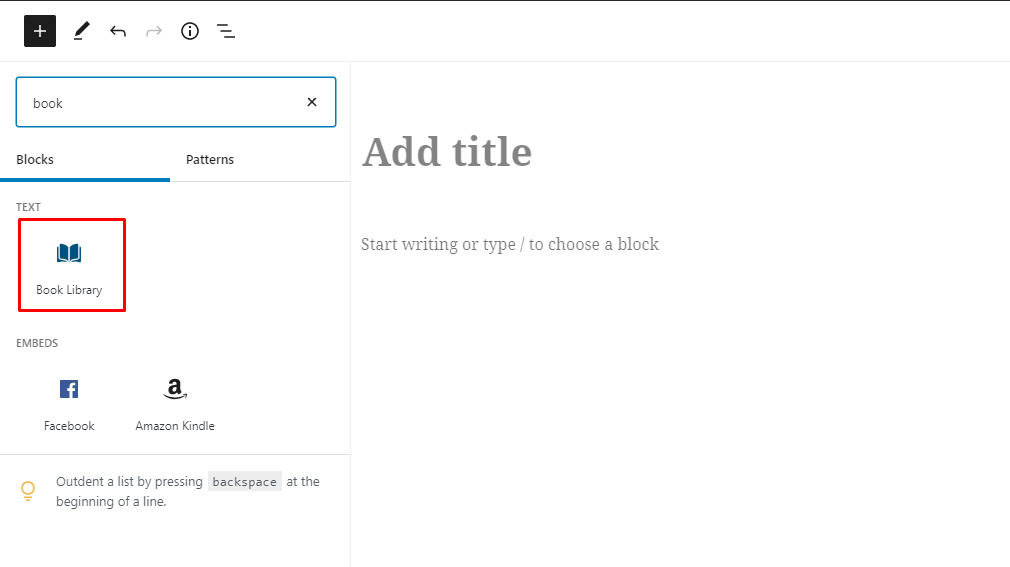 book
Blocks Patterns
TEXT
Book Library
EMBEDS
Facebook Amazon Kindle
Outdent a list by pressing backspace at the
beginning of a line.
Add title
Start writing or type / to choose a block